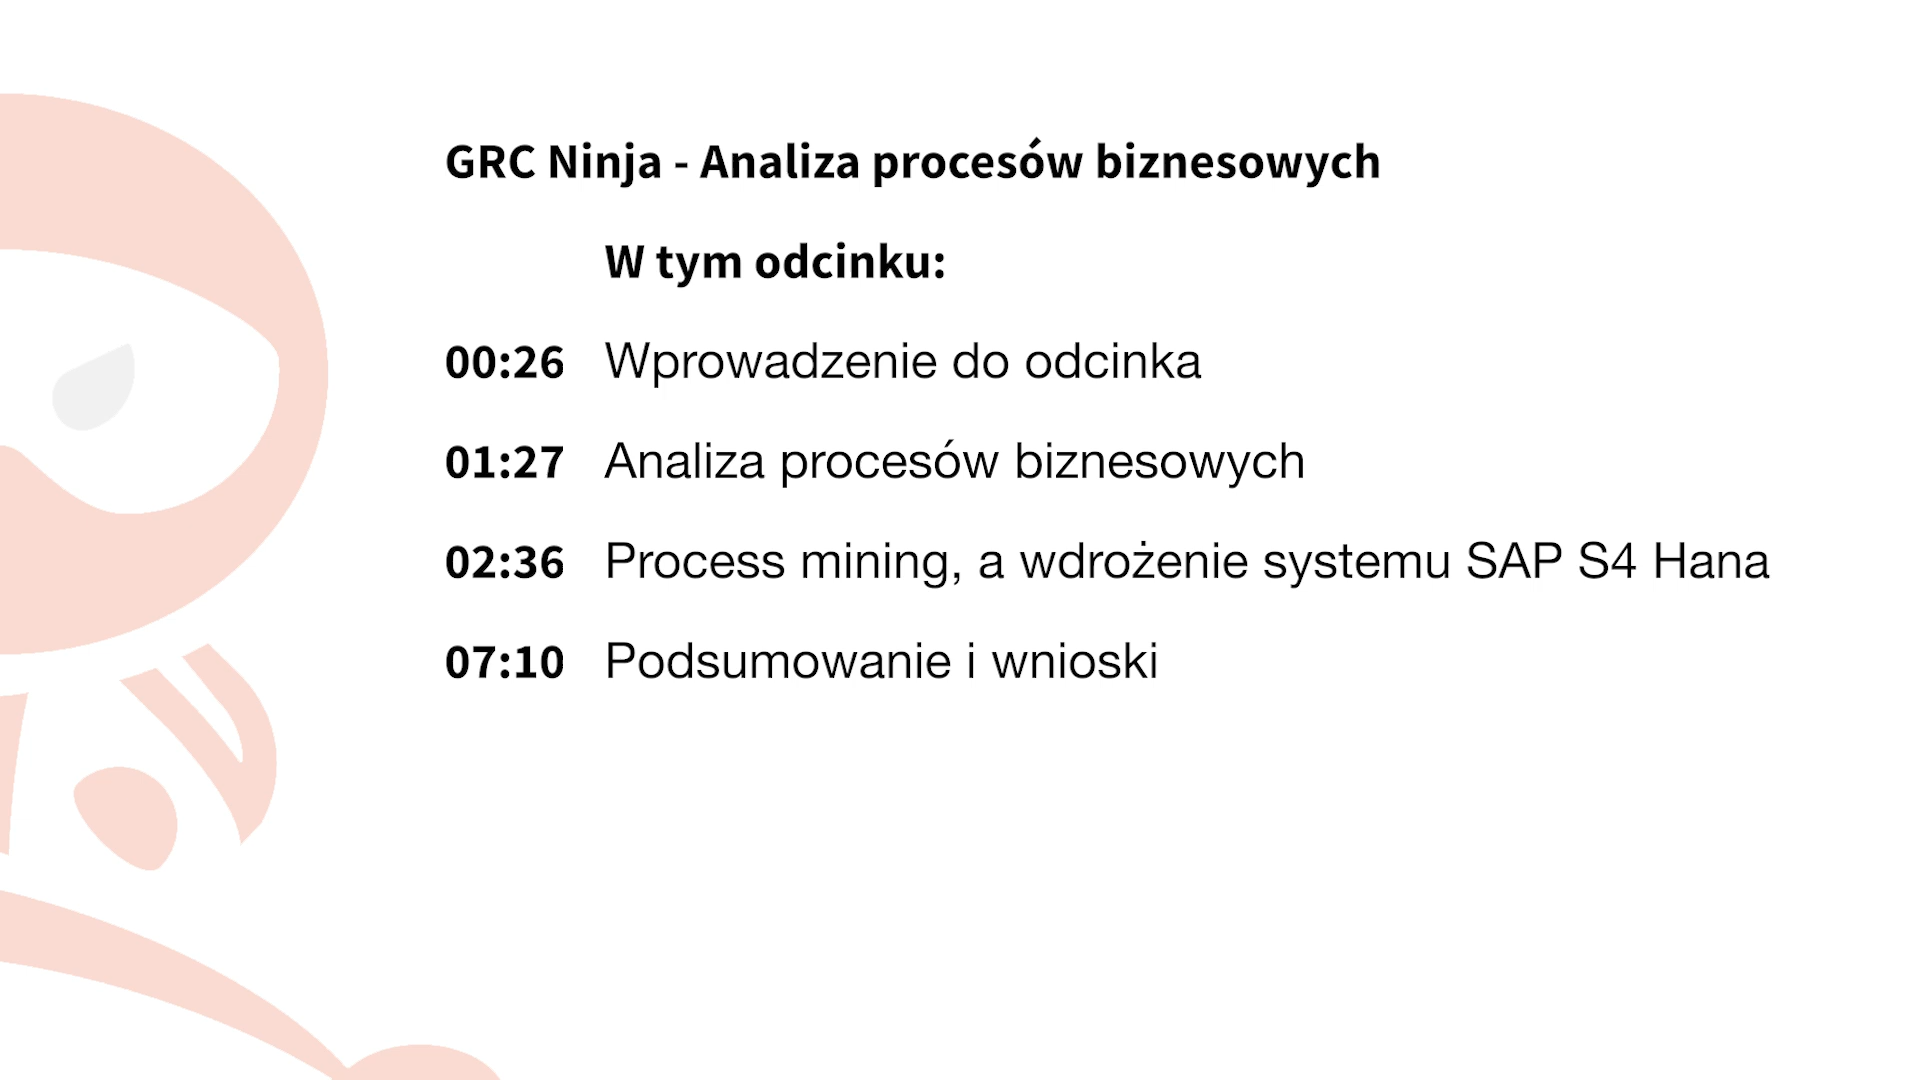 GRC Ninja - Analiza procesów biznesowych
W tym odcinku:
00:26 Wprowadzenie do odcinka
01:27 Analiza procesów biznesowych
02:36 Process mining, a wdrożenie systemu SAP S4 Hana
07:10 Podsumowanie i wnioski